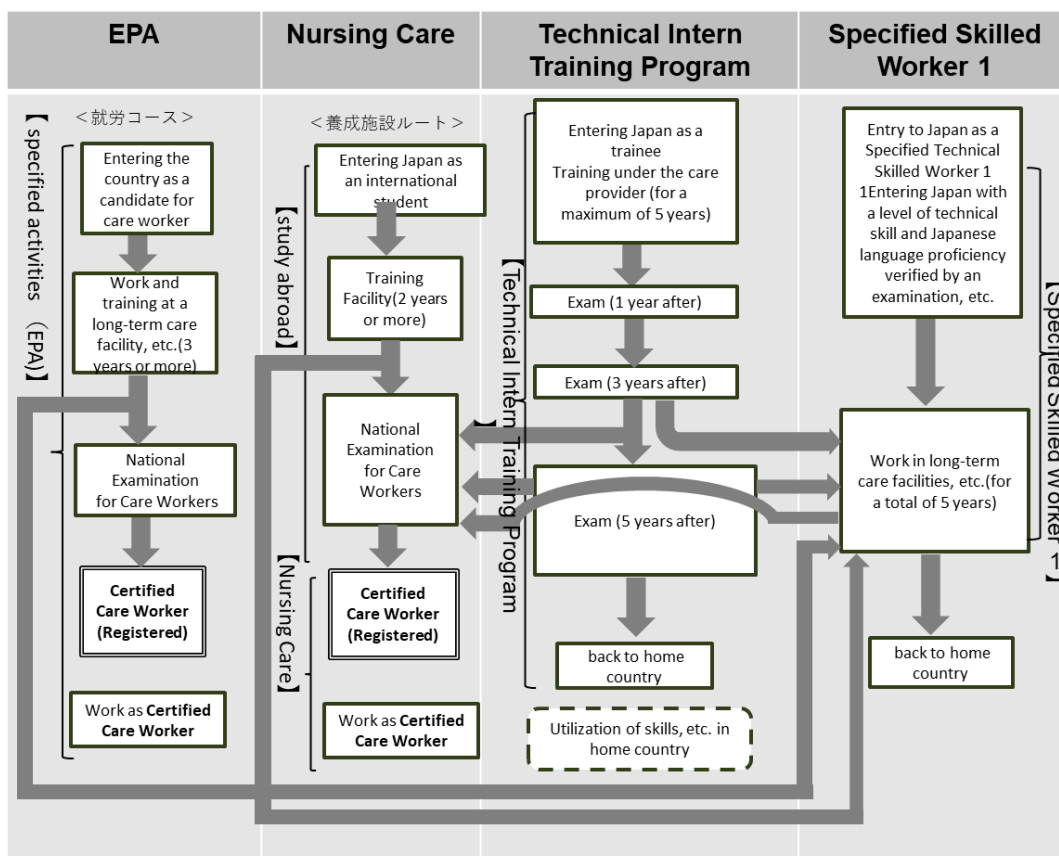 EPA
Nursing Care
Technical Intern
Training Program
Specified Skilled
Worker 1
＜就労コース＞
【 specified activities （EPA)】
Entering the
country as a
candidate for
care worker
Work and
training at a
long-term care
facility, etc.(3
years or more)
National
Examination
for Care Workers
Certified
Care Worker
(Registered)
Work as Certified
Care Worker
＜養成施設ルート＞
【study abroad】
Entering Japan as
an international
student
Training
Facility(2 years
or more)
National
Examination
for Care
Workers
【Nursing Care】
Certified
Care Worker
(Registered)
Work as Certified
Care Worker
【Technical Intern Training Program
】
Entering Japan as a
trainee
Training under the care
provider (for a
maximum of 5 years)
Exam (1 year after)
Exam (3 years after)
Exam (5 years after)
back to home
country
Utilization of skills, etc. in
home country
Entry to Japan as a
Specified Technical
Skilled Worker 1
1Entering Japan with
a level of technical
skill and Japanese
language proficiency
verified by an
examination, etc.
【Specified Skilled Worker 1
】
Work in long-term
care facilities, etc.(for
a total of 5 years)
back to home
country